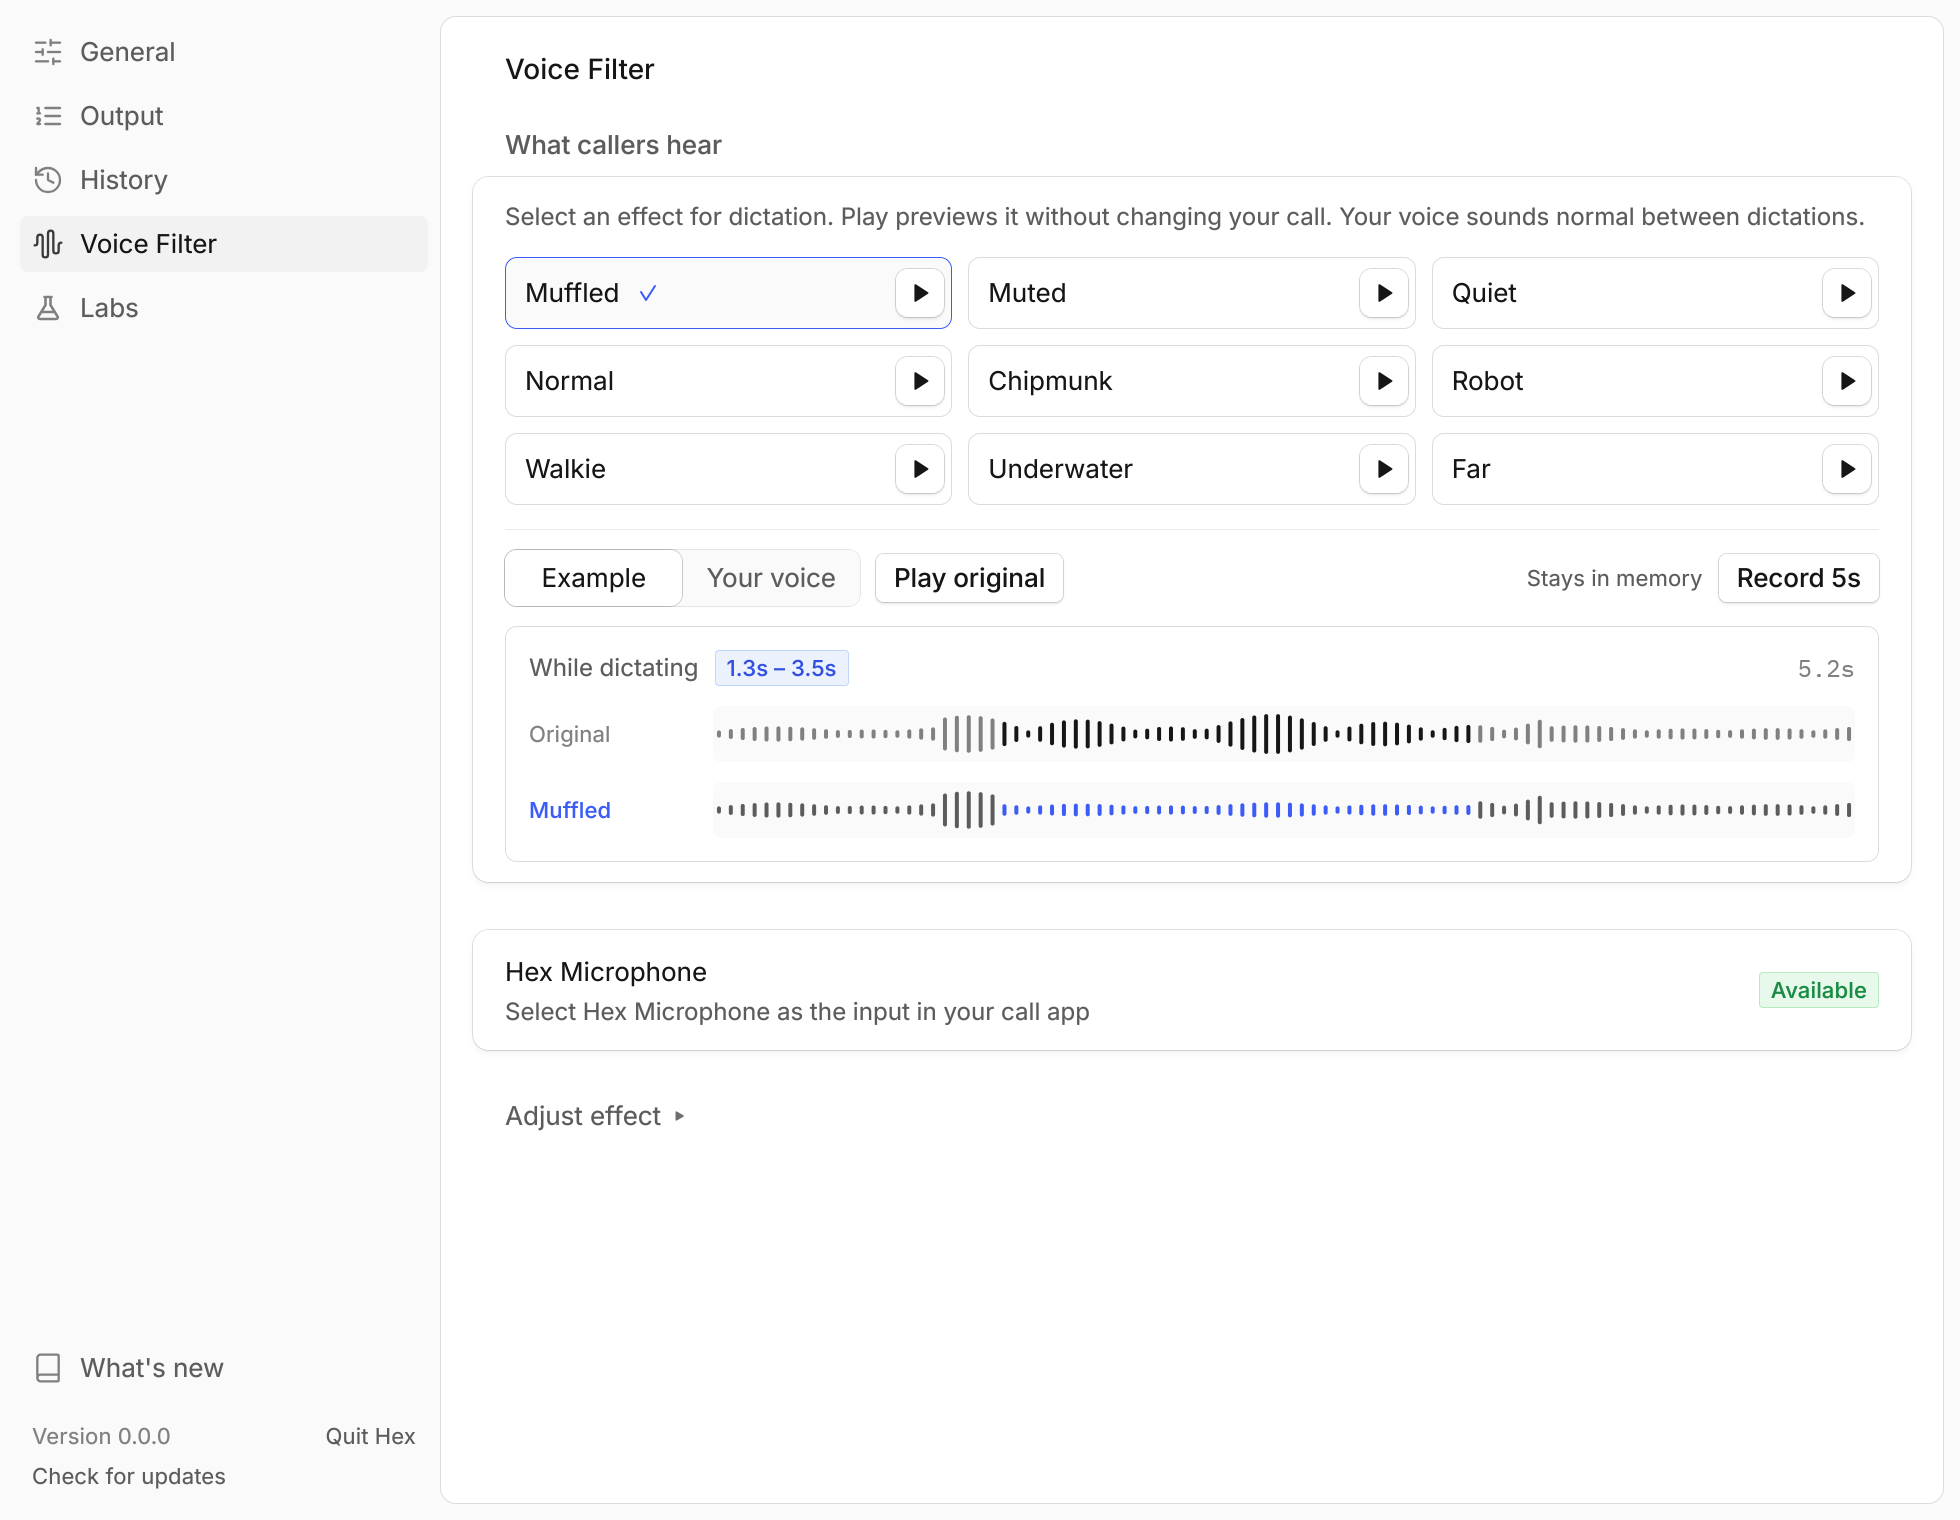 General
Output
History
Voice Filter
Labs
What's new
Version 0.0.0
Quit Hex
Check for updates
Voice Filter
What callers hear
Select an effect for dictation. Play previews it without changing your call. Your voice sounds normal between dictations.
Muffled
Muted
Quiet
Normal
Chipmunk
Robot
Walkie
Underwater
Far
Example
Your voice
Play original
Stays in memory
Record 5s
While dictating
1.3s – 3.5s
5.2s
Original
Muffled
Hex Microphone
Select Hex Microphone as the input in your call app
Available
Adjust effect